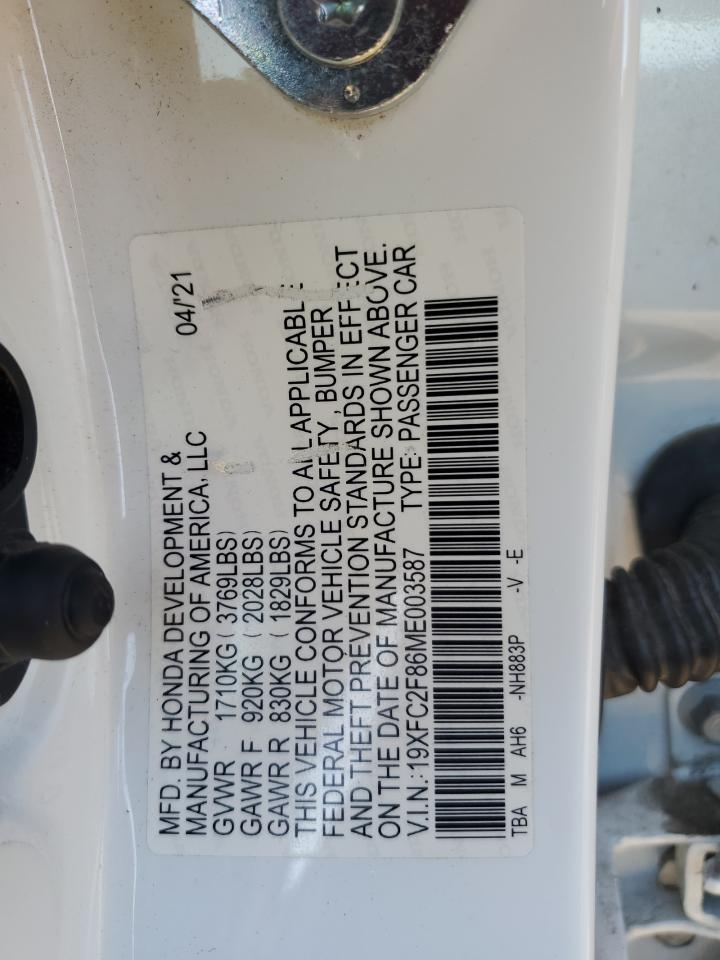 MFD. BY HONDA DEVELOPMENT &
MANUFACTURING OF AMERICA, LLC 04/'21
GVWR 1710KG (3769LBS)
GAWR F 920KG (2028LBS)
GAWR R 830KG (1829LBS)
THIS VEHICLE CONFORMS TO ALL APPLICABLE
FEDERAL MOTOR VEHICLE SAFETY, BUMPER
AND THEFT PREVENTION STANDARDS IN EFFECT
ON THE DATE OF MANUFACTURE SHOWN ABOVE.
V.I.N.: 19XFC2F86ME003587 TYPE: PASSENGER CAR
TBA M AH6 -NH883P -V -E